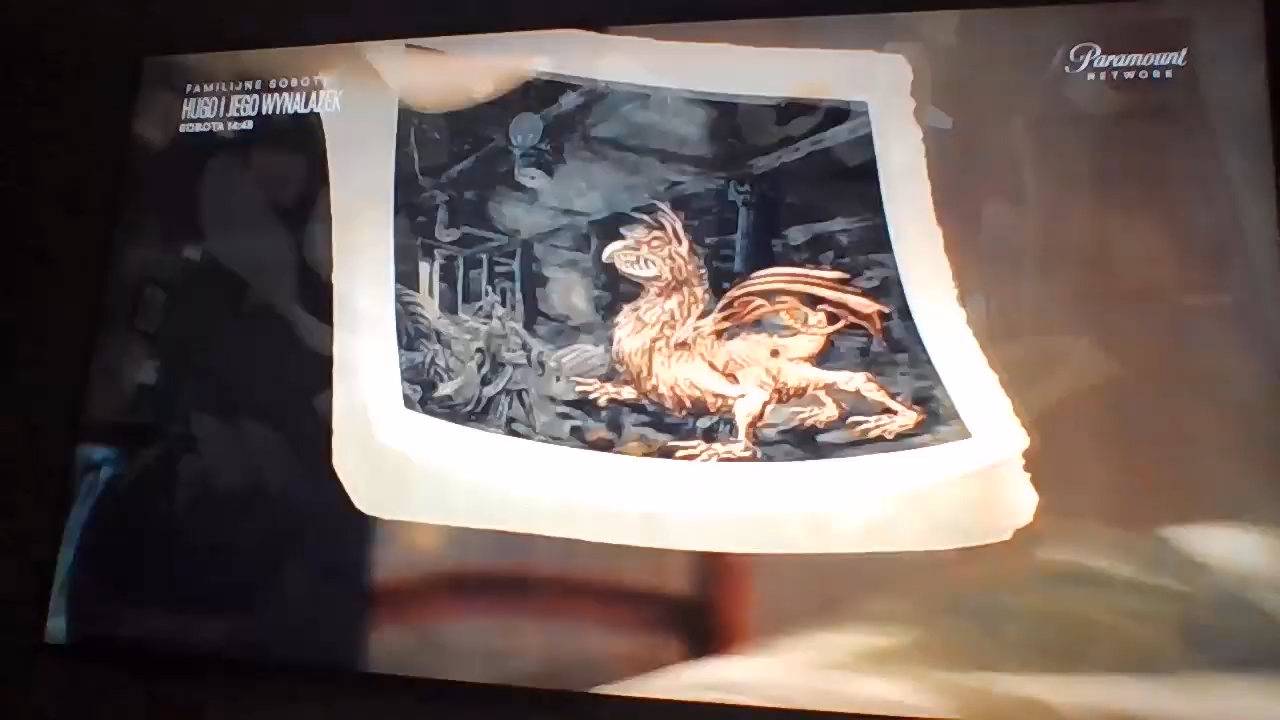 FAMILIJNE SOBOTY
HUGO I JEGO WYNALAZEK
SOBOTA 14:45
Paramount
NETWORK